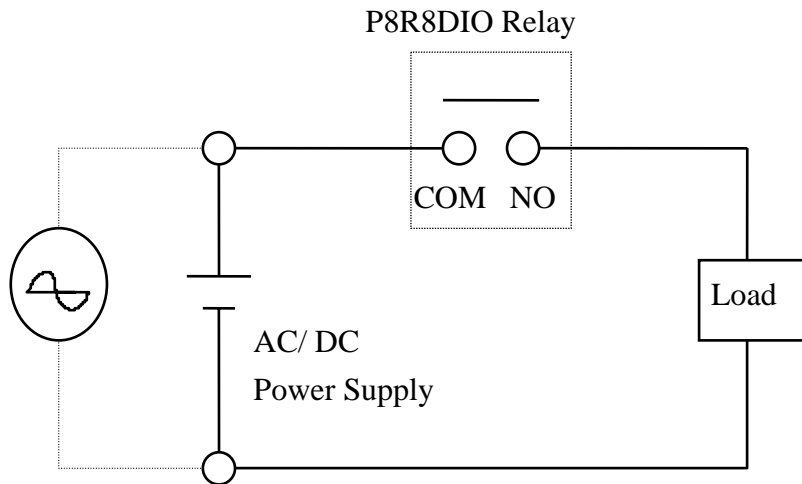 P8R8DIO Relay
COM NO
Load
AC/ DC
Power Supply